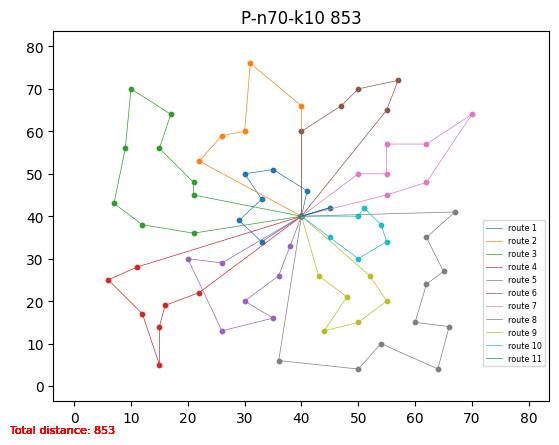 P-n70-k10 853
80
70
60
50
40
30
20
10
0
0 10 20 30 40 50 60 70 80
route 1
route 2
route 3
route 4
route 5
route 6
route 7
route 8
route 9
route 10
route 11
Total distance: 853